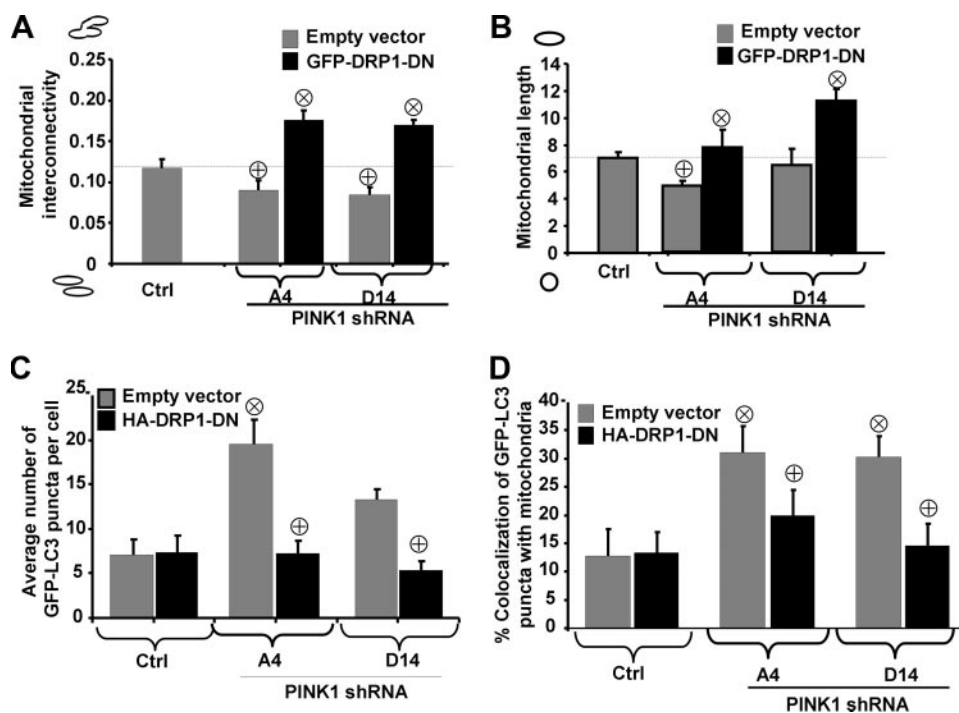 A
Empty vector
GFP-DRP1-DN
Mitochondrial
interconnectivity
0.25
0.20
0.15
0.10
0.05
0
Ctrl
A4
D14
PINK1 shRNA
B
Empty vector
GFP-DRP1-DN
Mitochondrial length
14
12
10
8
6
4
2
0
Ctrl
A4
D14
PINK1 shRNA
C
Empty vector
HA-DRP1-DN
Average number of
GFP-LC3 puncta per cell
25
20
15
10
5
0
Ctrl
A4
D14
PINK1 shRNA
D
Empty vector
HA-DRP1-DN
% Colocalization of GFP-LC3
puncta with mitochondria
40
35
30
25
20
15
10
5
0
Ctrl
A4
D14
PINK1 shRNA